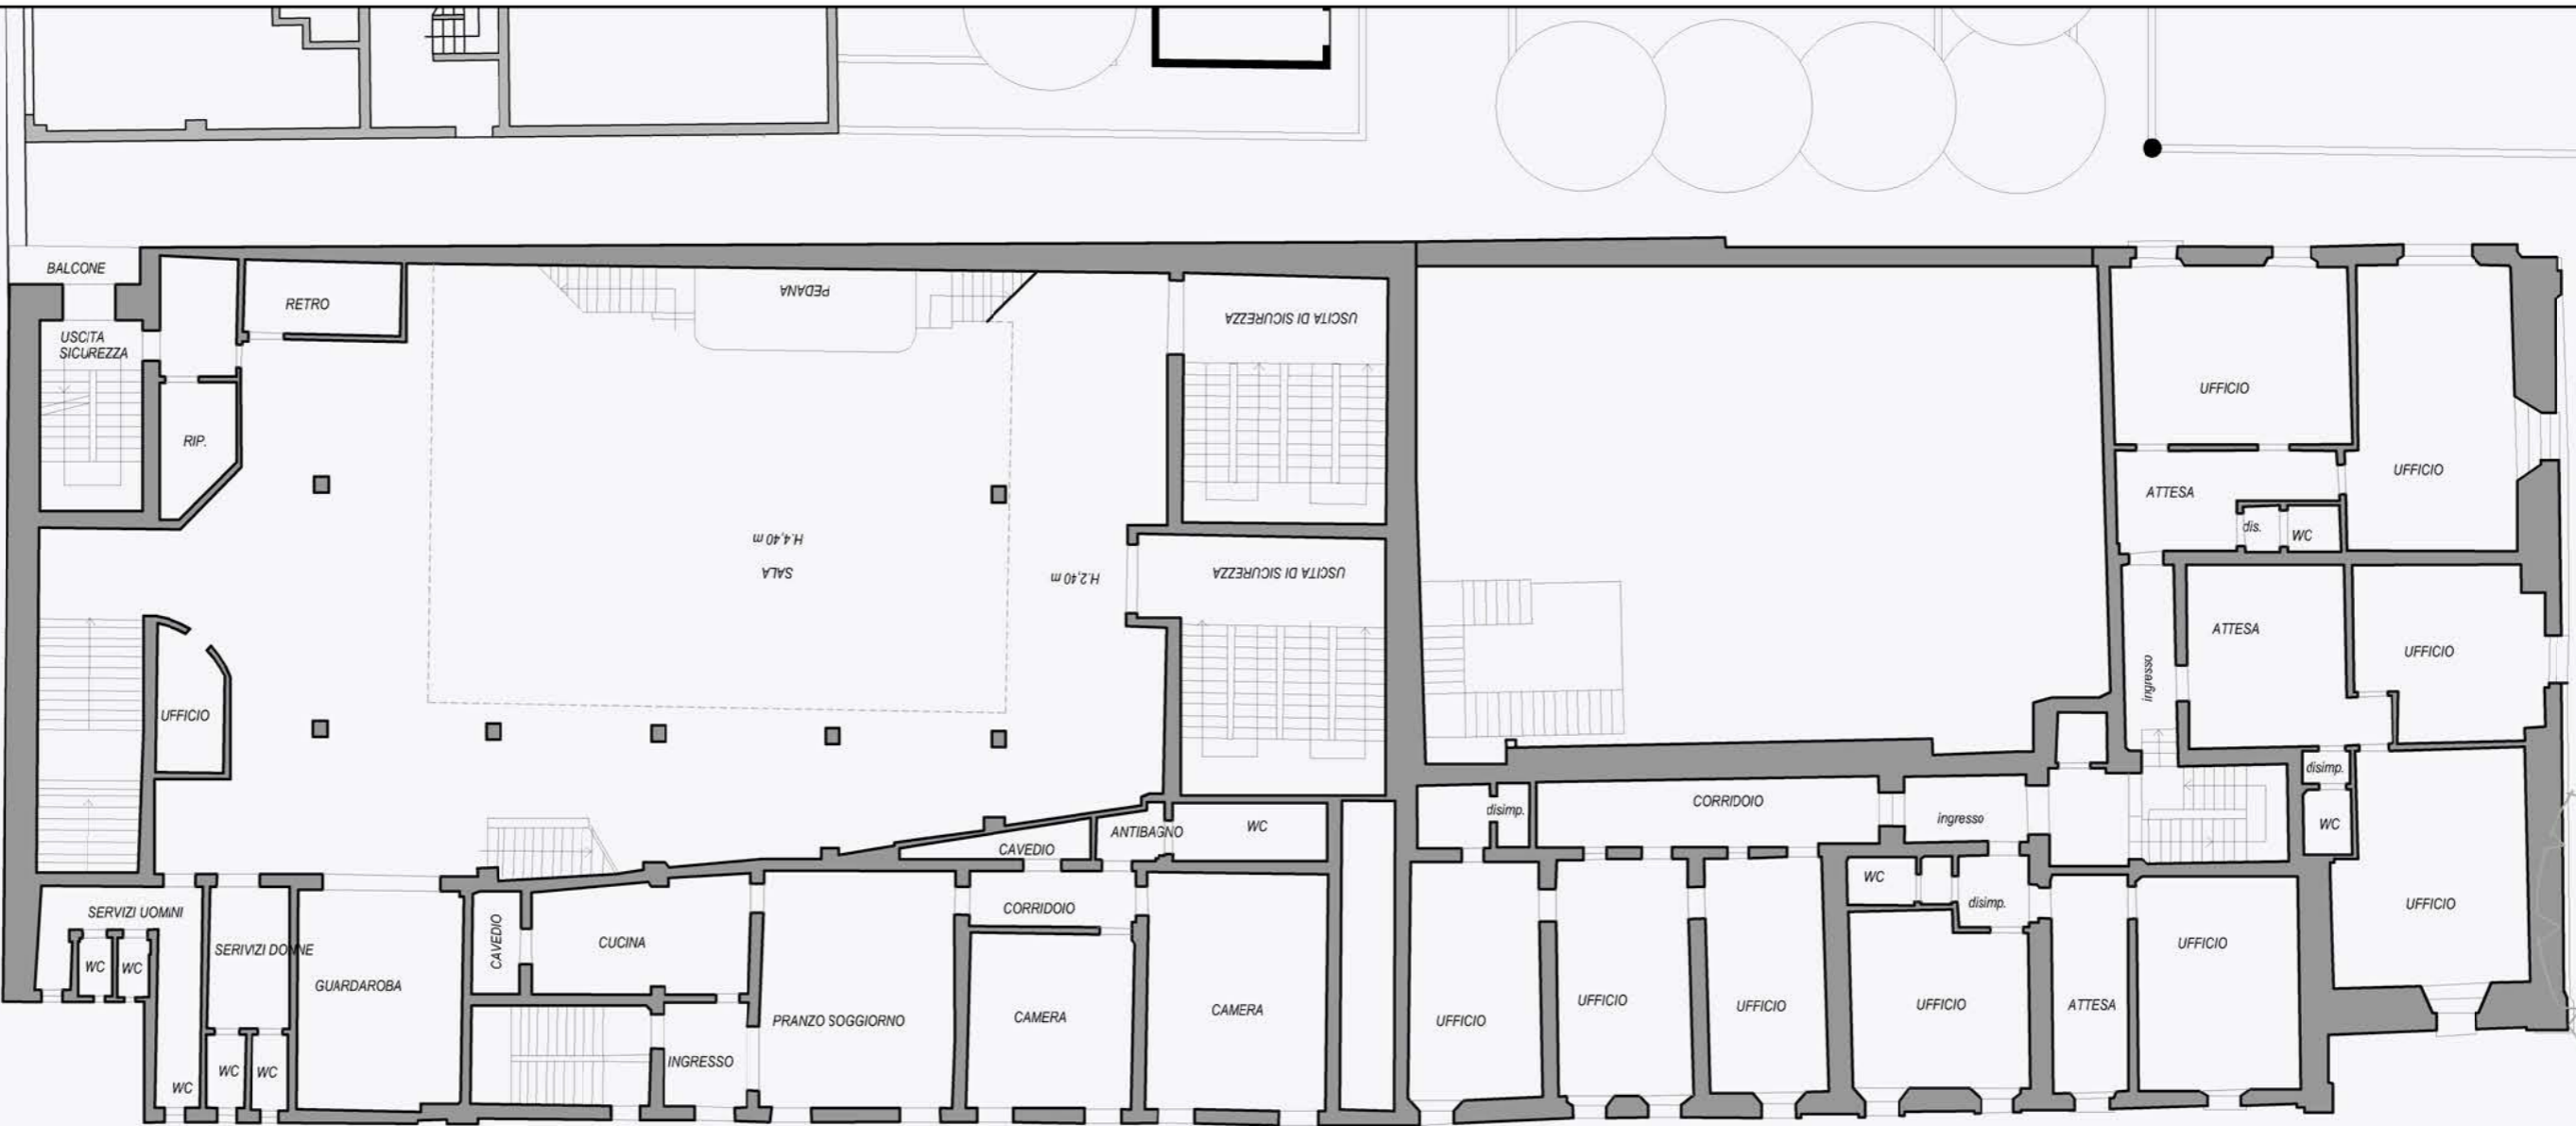 BALCONE
RETRO
PEDANA
USCITA DI SICUREZZA
USCITA
SICUREZZA
UFFICIO
RIP.
UFFICIO
ATTESA
dis.
WC
H.4,40 m
SALA
H.2,40 m
USCITA DI SICUREZZA
ATTESA
UFFICIO
ingresso
UFFICIO
disimp.
CORRIDOIO
disimp.
ingresso
WC
ANTIBAGNO
WC
CAVEDIO
WC
disimp.
UFFICIO
SERVIZI UOMINI
CORRIDOIO
SERIVIZI DONNE
CAVEDIO
CUCINA
UFFICIO
WC
WC
GUARDAROBA
UFFICIO
UFFICIO
UFFICIO
ATTESA
CAMERA
CAMERA
PRANZO SOGGIORNO
UFFICIO
INGRESSO
WC
WC
WC